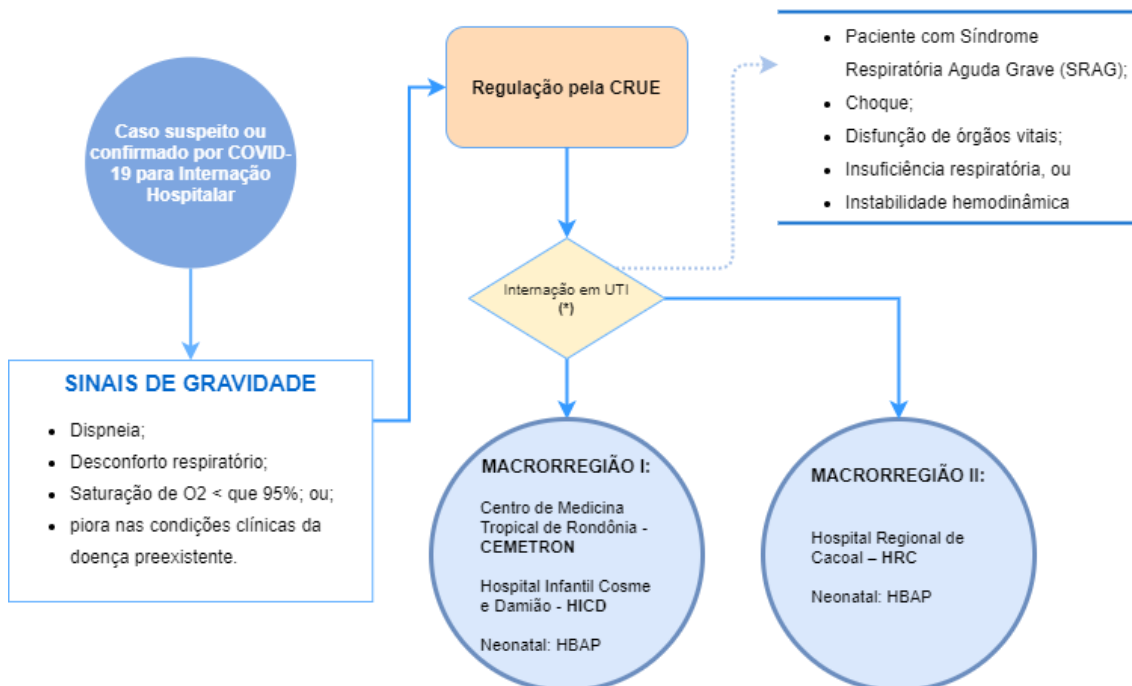 Caso suspeito ou
confirmado por COVID-
19 para Internação
Hospitalar
SINAIS DE GRAVIDADE
• Dispneia;
• Desconforto respiratório;
• Saturação de O2 < que 95%; ou;
• piora nas condições clínicas da
doença preexistente.
Regulação pela CRUE
• Paciente com Síndrome
Respiratória Aguda Grave (SRAG);
• Choque;
• Disfunção de órgãos vitais;
• Insuficiência respiratória, ou
• Instabilidade hemodinâmica
Internação em UTI
(*)
MACRORREGIÃO I:
Centro de Medicina
Tropical de Rondônia -
CEMETRON
Hospital Infantil Cosme
e Damião - HICD
Neonatal: HBAP
MACRORREGIÃO II:
Hospital Regional de
Cacoal – HRC
Neonatal: HBAP